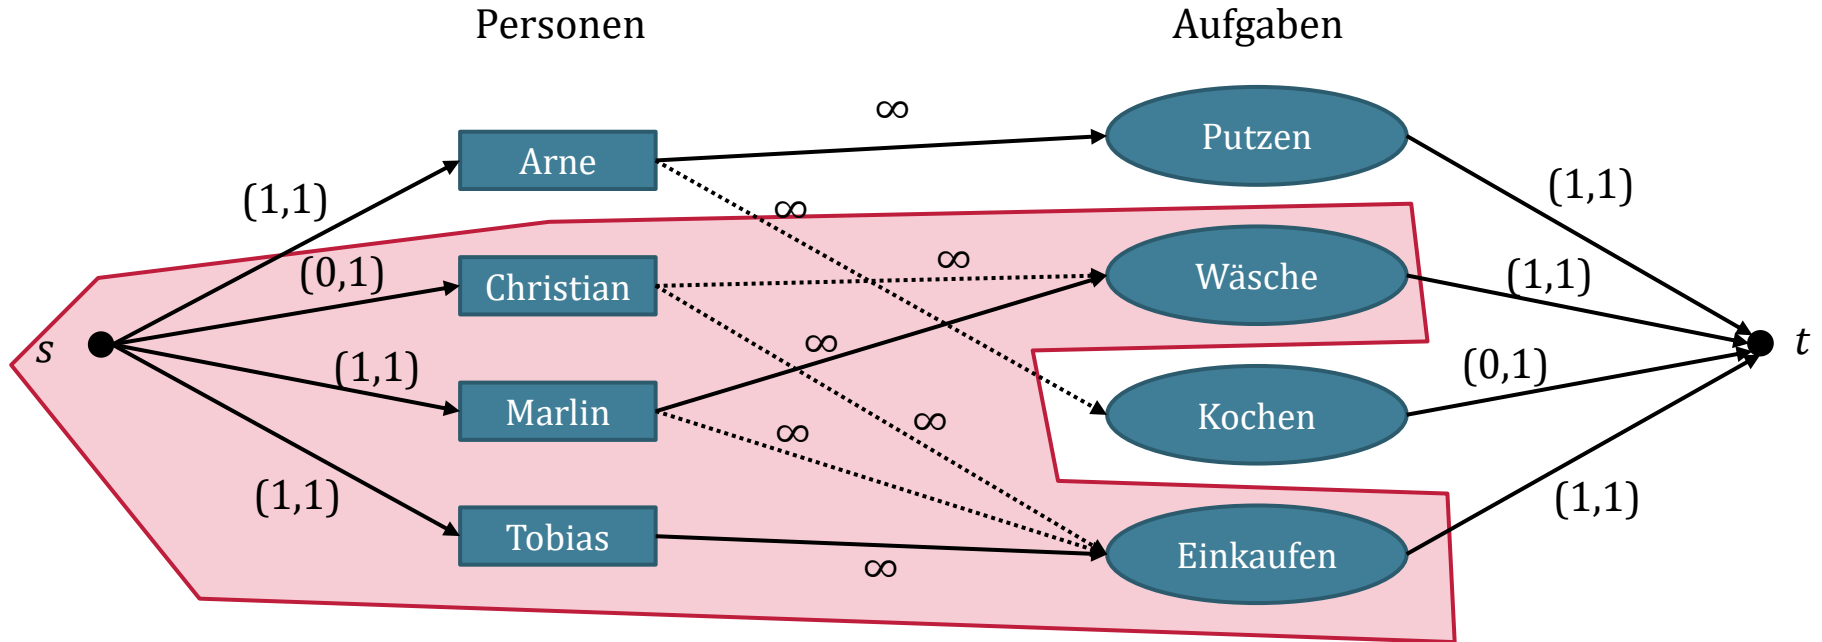 Personen Aufgaben
∞
Arne Putzen
(1,1) (1,1)
∞
(0,1) ∞
Christian Wäsche (1,1)
s ∞ t
(1,1) (0,1)
Marlin ∞ ∞ Kochen
(1,1) (1,1)
Tobias Einkaufen
∞